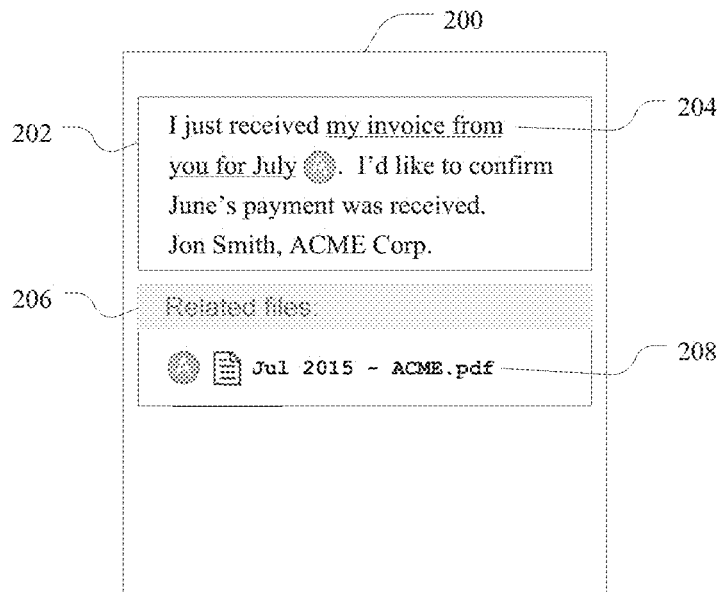 200
202
204
I just received my invoice from
you for July . I'd like to confirm
June's payment was received.
Jon Smith, ACME Corp.
206
Related files:
208
Jul 2015 - ACME.pdf